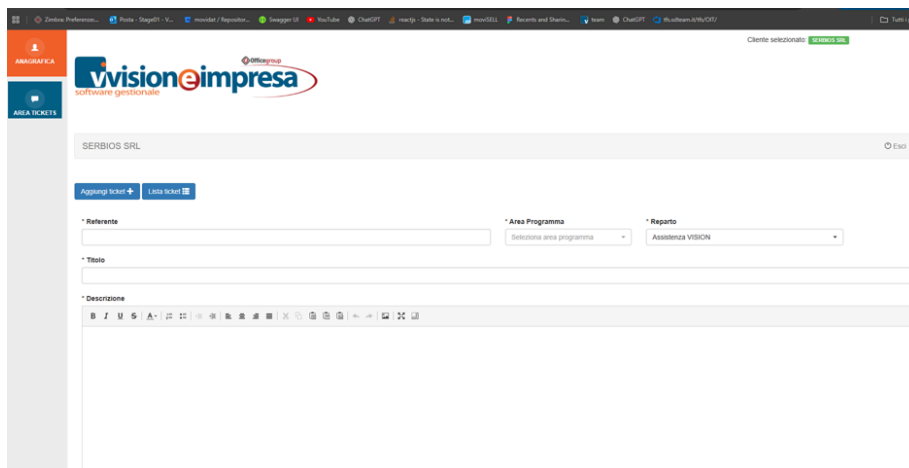 Zimbra: Preferenze... Posta - Stage01 - V... movidat / Repositor... Swagger UI YouTube ChatGPT reactjs - State is not... moviSELL Recents and Sharin... team ChatGPT tfs.softeam.it/tfs/OIT/ Tutti i
Cliente selezionato: SERBIOS SRL
ANAGRAFICA
Officegroup
visioneimpresa
software gestionale
AREA TICKETS
SERBIOS SRL Esci
Aggiungi ticket Lista ticket
* Referente * Area Programma * Reparto
Seleziona area programma Assistenza VISION
* Titolo
* Descrizione
B I U S A